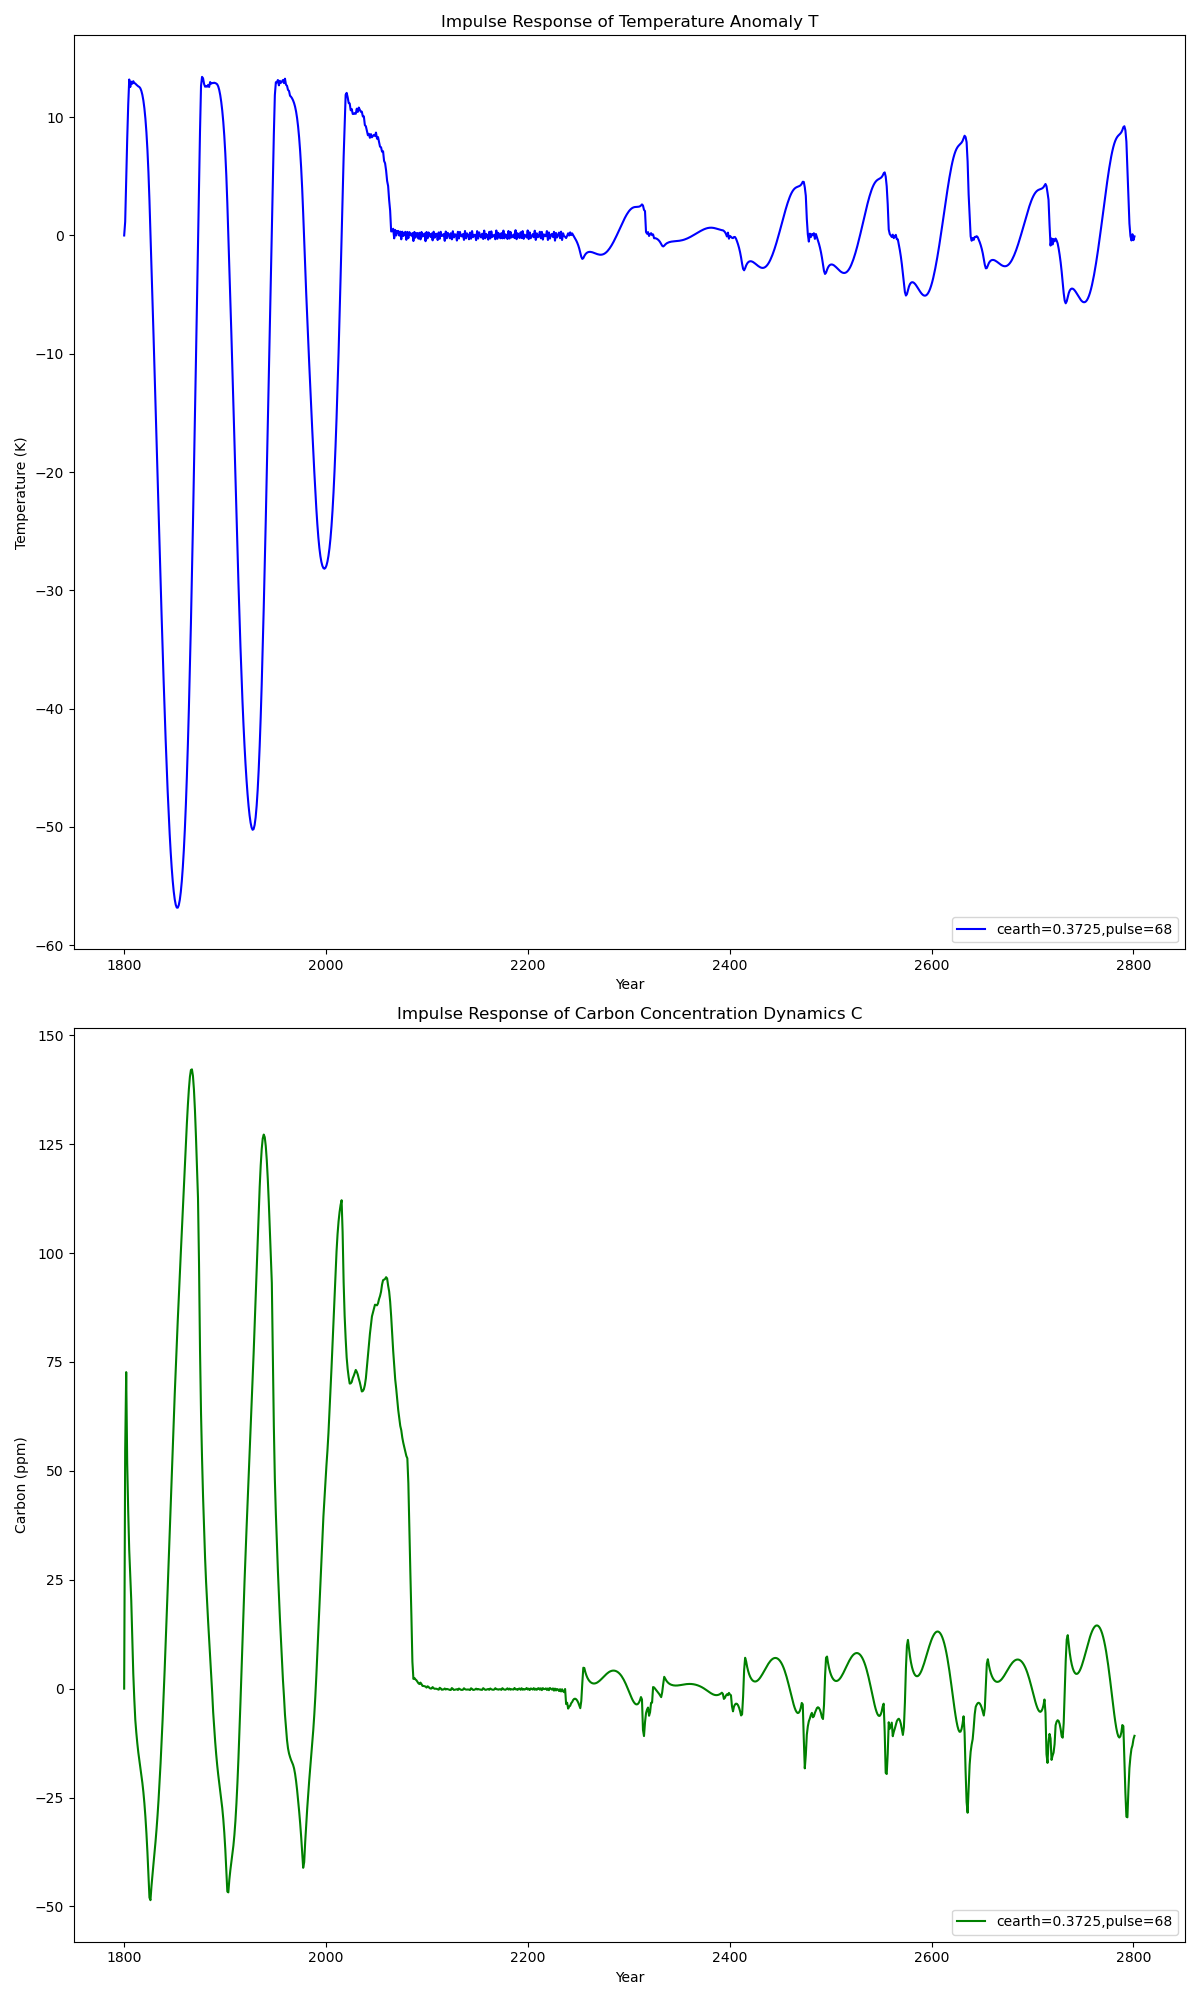 Impulse Response of Temperature Anomaly T
10
0
−10
−20
−30
−40
−50
−60
Temperature (K)
cearth=0.3725,pulse=68
1800 2000 2200 2400 2600 2800
Year
Impulse Response of Carbon Concentration Dynamics C
150
125
100
75
50
25
0
−25
−50
Carbon (ppm)
cearth=0.3725,pulse=68
1800 2000 2200 2400 2600 2800
Year